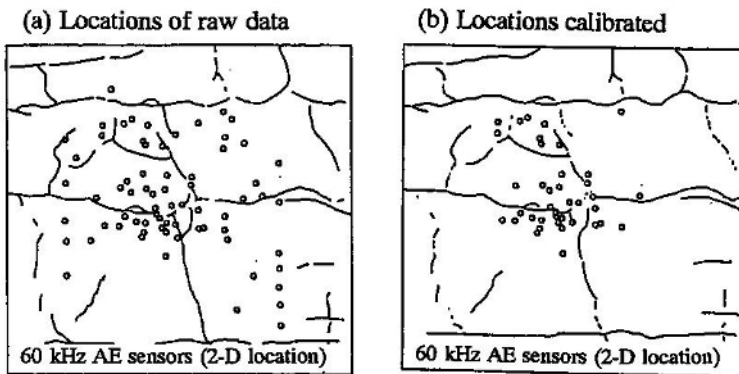 (a) Locations of raw data
(b) Locations calibrated
60 kHz AE sensors (2-D location)
60 kHz AE sensors (2-D location)